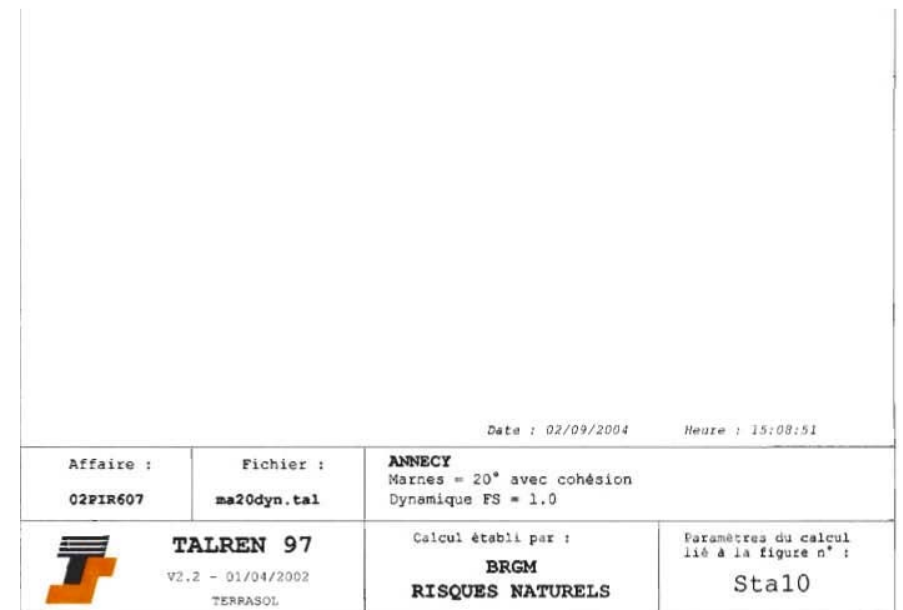 Date : 02/09/2004 Heure : 15:08:51
Affaire :
02PIR607
Fichier :
ma20dyn.tal
ANNECY
Marnes = 20° avec cohésion
Dynamique FS = 1.0
TALREN 97
V2.2 - 01/04/2002
TERRASOL
Calcul établi par :
BRGM
RISQUES NATURELS
Paramètres du calcul
lié à la figure n° :
Sta10